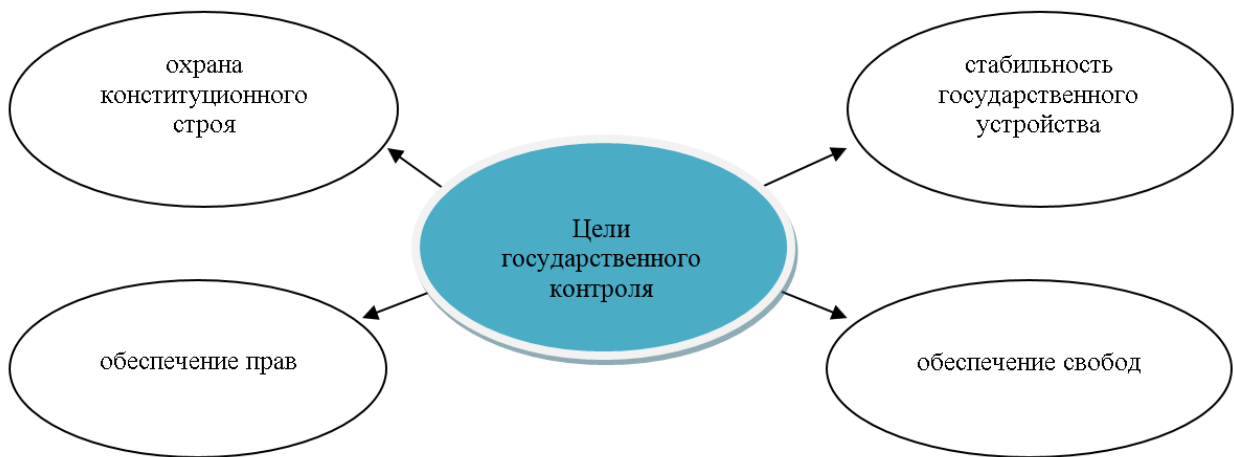 охрана
конституционного
строя
стабильность
государственного
устройства
Цели
государственного
контроля
обеспечение прав
обеспечение свобод